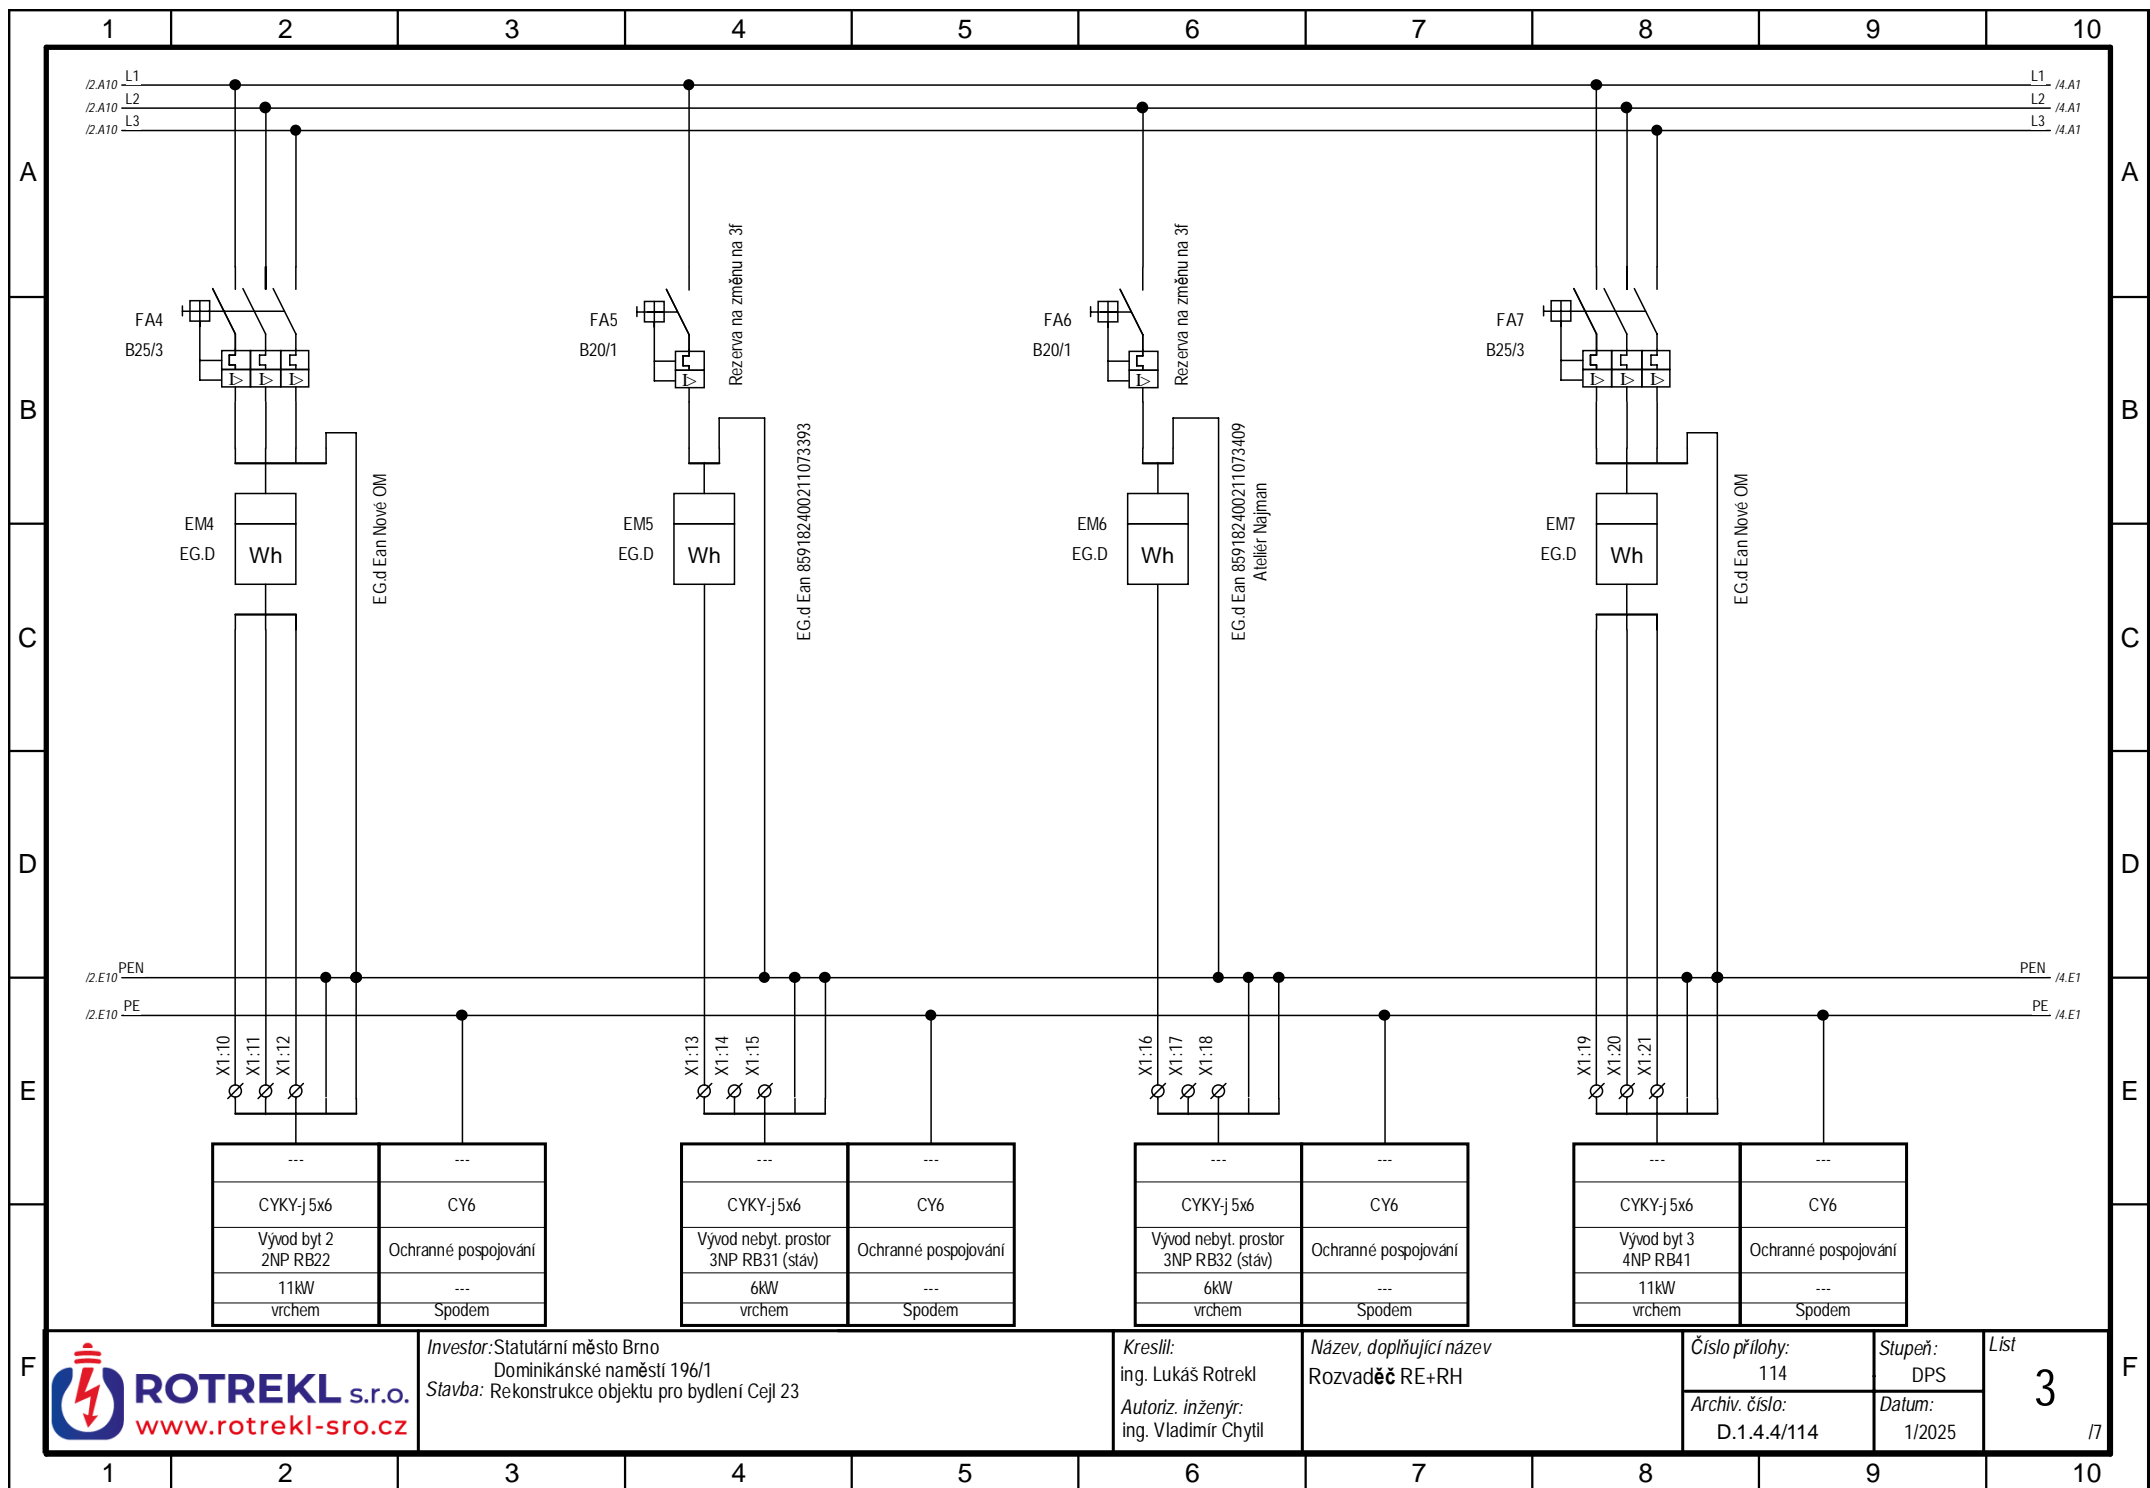 1 2 3 4 5 6 7 8 9 10
/2.A10 L1 L1 /4.A1
/2.A10 L2 L2 /4.A1
/2.A10 L3 L3 /4.A1
A A
Rezerva na změnu na 3f
Rezerva na změnu na 3f
FA4 FA5 FA6 FA7
B25/3 B20/1 B20/1 B25/3
I> I> I> I> I> I> I> I>
B B
EG.d Ean Nové OM
EG.d Ean 859182400211073393
EG.d Ean 859182400211073409
Ateliér Najman
EG.d Ean Nové OM
EM4 EM5 EM6 EM7
EG.D Wh EG.D Wh EG.D Wh EG.D Wh
C C
D D
/2.E10 PEN PEN /4.E1
/2.E10 PE PE /4.E1
X1:10 X1:11 X1:12 X1:13 X1:14 X1:15 X1:16 X1:17 X1:18 X1:19 X1:20 X1:21
E E
--- --- --- --- --- --- --- ---
CYKY-j 5x6 CY6 CYKY-j 5x6 CY6 CYKY-j 5x6 CY6 CYKY-j 5x6 CY6
Vývod byt 2
2NP RB22
Ochranné pospojování
Vývod nebyt. prostor
3NP RB31 (stáv)
Ochranné pospojování
Vývod nebyt. prostor
3NP RB32 (stáv)
Ochranné pospojování
Vývod byt 3
4NP RB41
Ochranné pospojování
11kW --- 6kW --- 6kW --- 11kW ---
vrchem Spodem vrchem Spodem vrchem Spodem vrchem Spodem
F F
ROTREKL s.r.o.
www.rotrekl-sro.cz
Investor: Statutární město Brno
Dominikánské naměstí 196/1
Stavba: Rekonstrukce objektu pro bydlení Cejl 23
Kreslil:
ing. Lukáš Rotrekl
Autoriz. inženýr:
ing. Vladimír Chytil
Název, doplňující název
Rozvaděč RE+RH
Číslo přílohy:
114
Archiv. číslo:
D.1.4.4/114
Stupeň:
DPS
Datum:
1/2025
List
3
/7
1 2 3 4 5 6 7 8 9 10